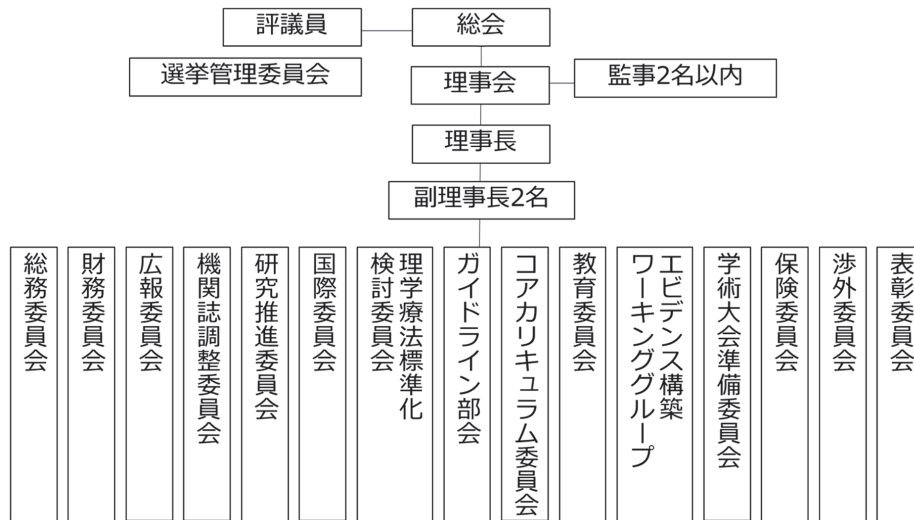 評議員
総会
選挙管理委員会
理事会
監事2名以内
理事長
副理事長2名
総務委員会
財務委員会
広報委員会
機関誌調整委員会
研究推進委員会
国際委員会
理学療法標準化
検討委員会
ガイドライン部会
コアカリキュラム委員会
教育委員会
エビデンス構築
ワーキンググループ
学術大会準備委員会
保険委員会
渉外委員会
表彰委員会